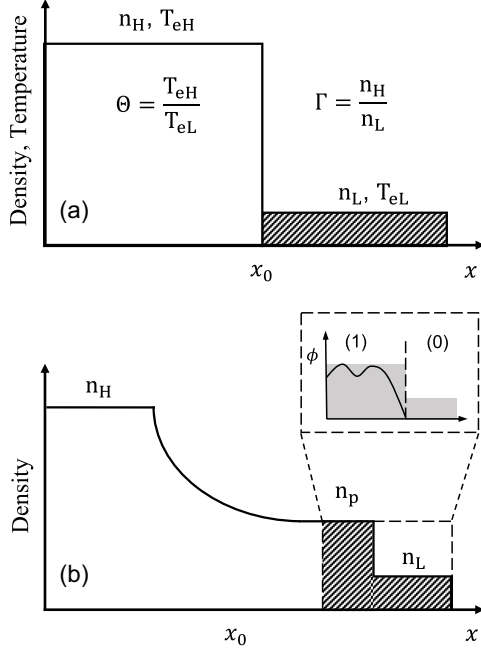 n_H, T_eH
Θ = T_eH / T_eL
Γ = n_H / n_L
Density, Temperature
(a)
n_L, T_eL
x_0
x
(1)
(0)
ϕ
n_H
n_p
n_L
Density
(b)
x_0
x